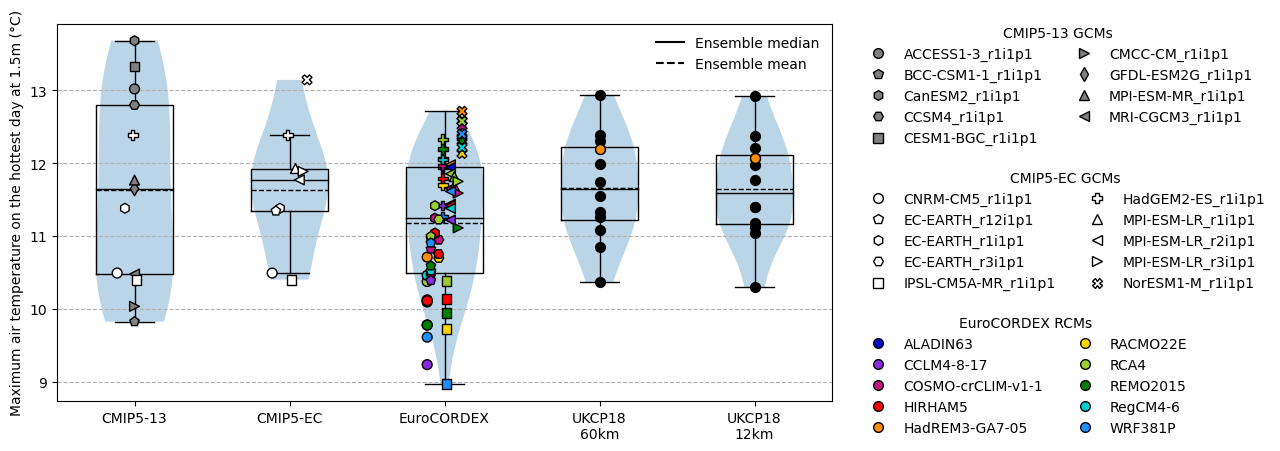 Maximum air temperature on the hottest day at 1.5m (°C)
13
12
11
10
9
Ensemble median
Ensemble mean
CMIP5-13
CMIP5-EC
EuroCORDEX
UKCP18
60km
UKCP18
12km
CMIP5-13 GCMs
ACCESS1-3_r1i1p1
BCC-CSM1-1_r1i1p1
CanESM2_r1i1p1
CCSM4_r1i1p1
CESM1-BGC_r1i1p1
CMCC-CM_r1i1p1
GFDL-ESM2G_r1i1p1
MPI-ESM-MR_r1i1p1
MRI-CGCM3_r1i1p1
CMIP5-EC GCMs
CNRM-CM5_r1i1p1
EC-EARTH_r12i1p1
EC-EARTH_r1i1p1
EC-EARTH_r3i1p1
IPSL-CM5A-MR_r1i1p1
HadGEM2-ES_r1i1p1
MPI-ESM-LR_r1i1p1
MPI-ESM-LR_r2i1p1
MPI-ESM-LR_r3i1p1
NorESM1-M_r1i1p1
EuroCORDEX RCMs
ALADIN63
CCLM4-8-17
COSMO-crCLIM-v1-1
HIRHAM5
HadREM3-GA7-05
RACMO22E
RCA4
REMO2015
RegCM4-6
WRF381P